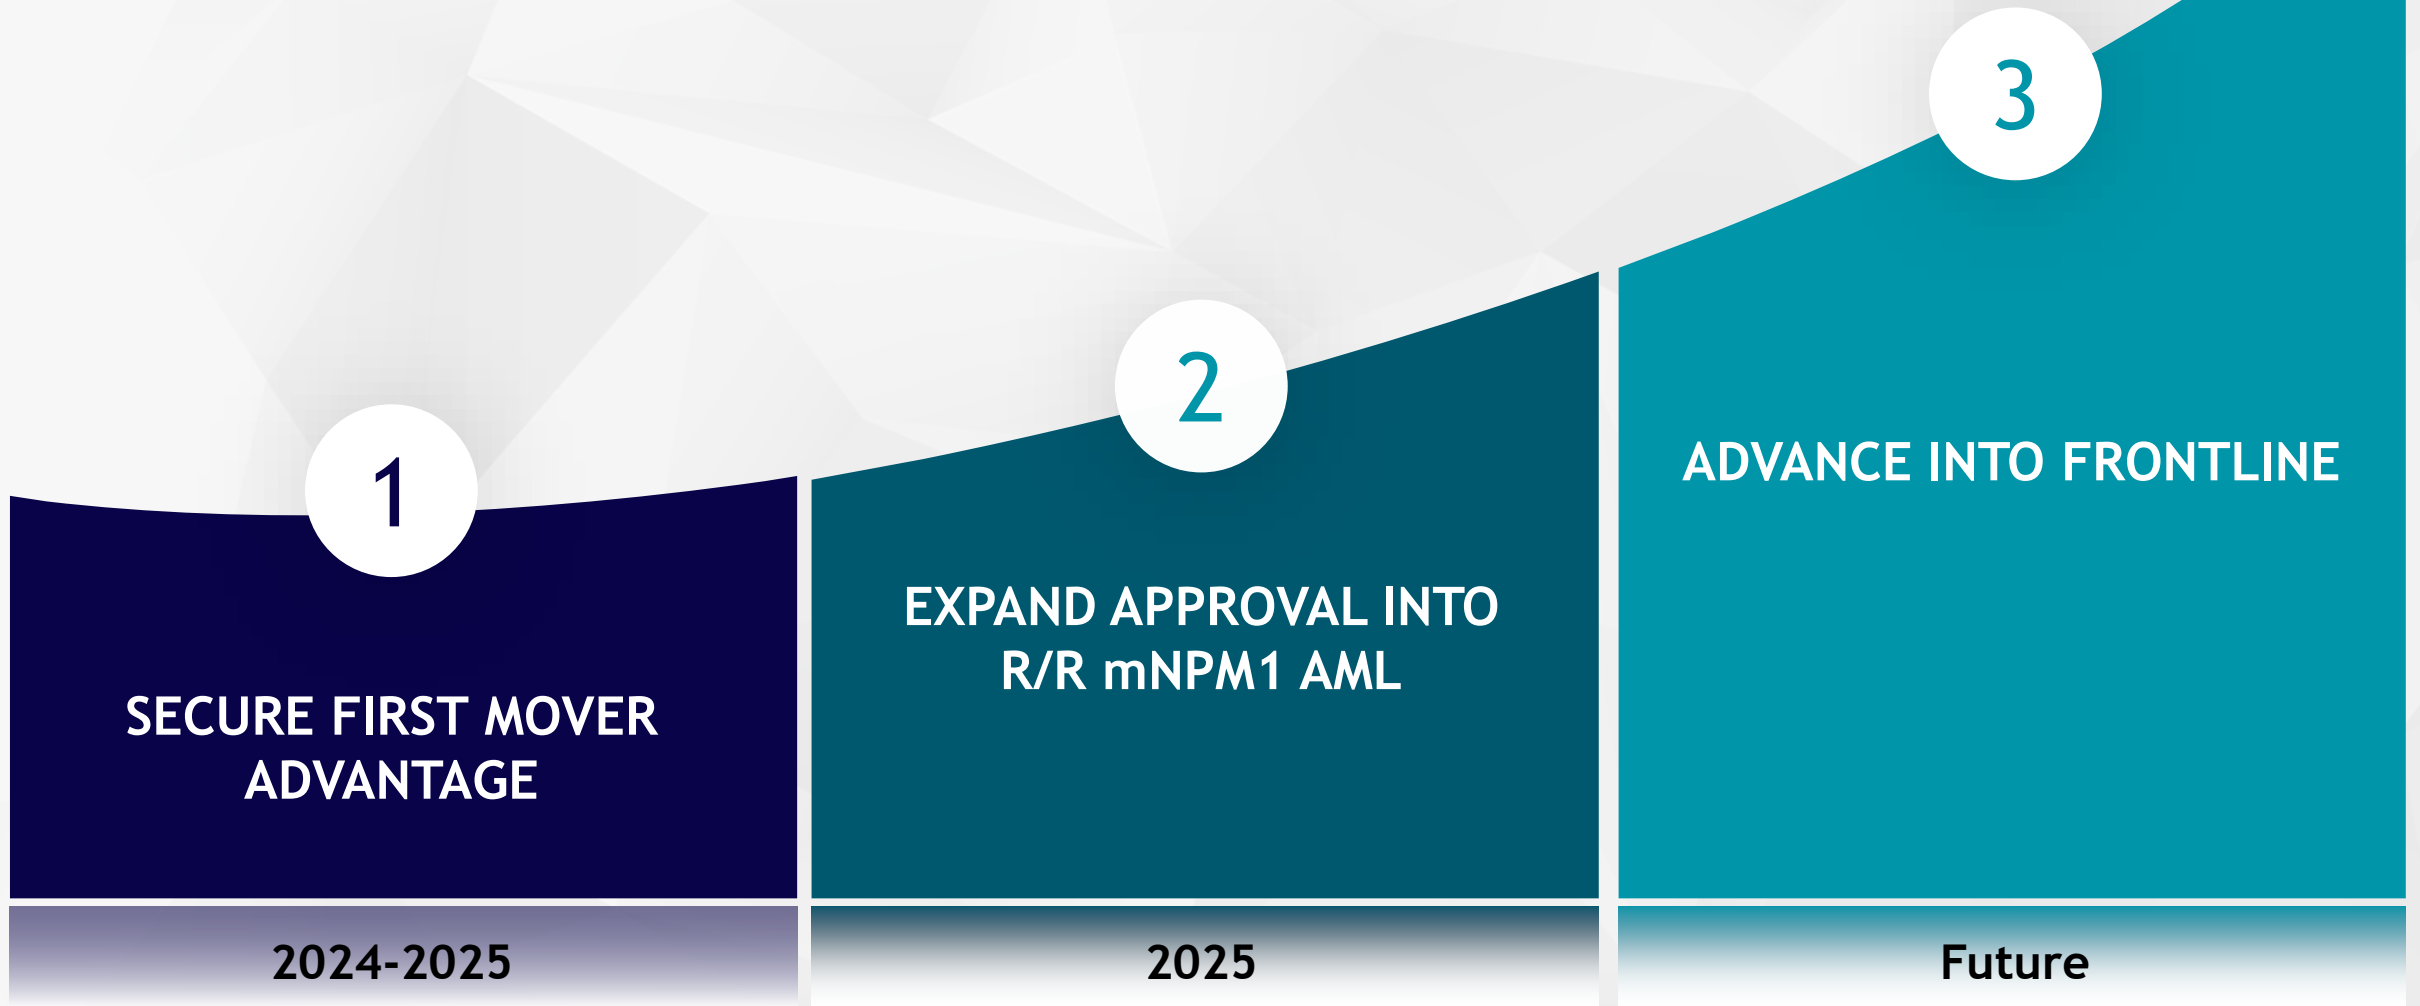 1
SECURE FIRST MOVER
ADVANTAGE
2024-2025
2
EXPAND APPROVAL INTO
R/R mNPM1 AML
2025
3
ADVANCE INTO FRONTLINE
Future